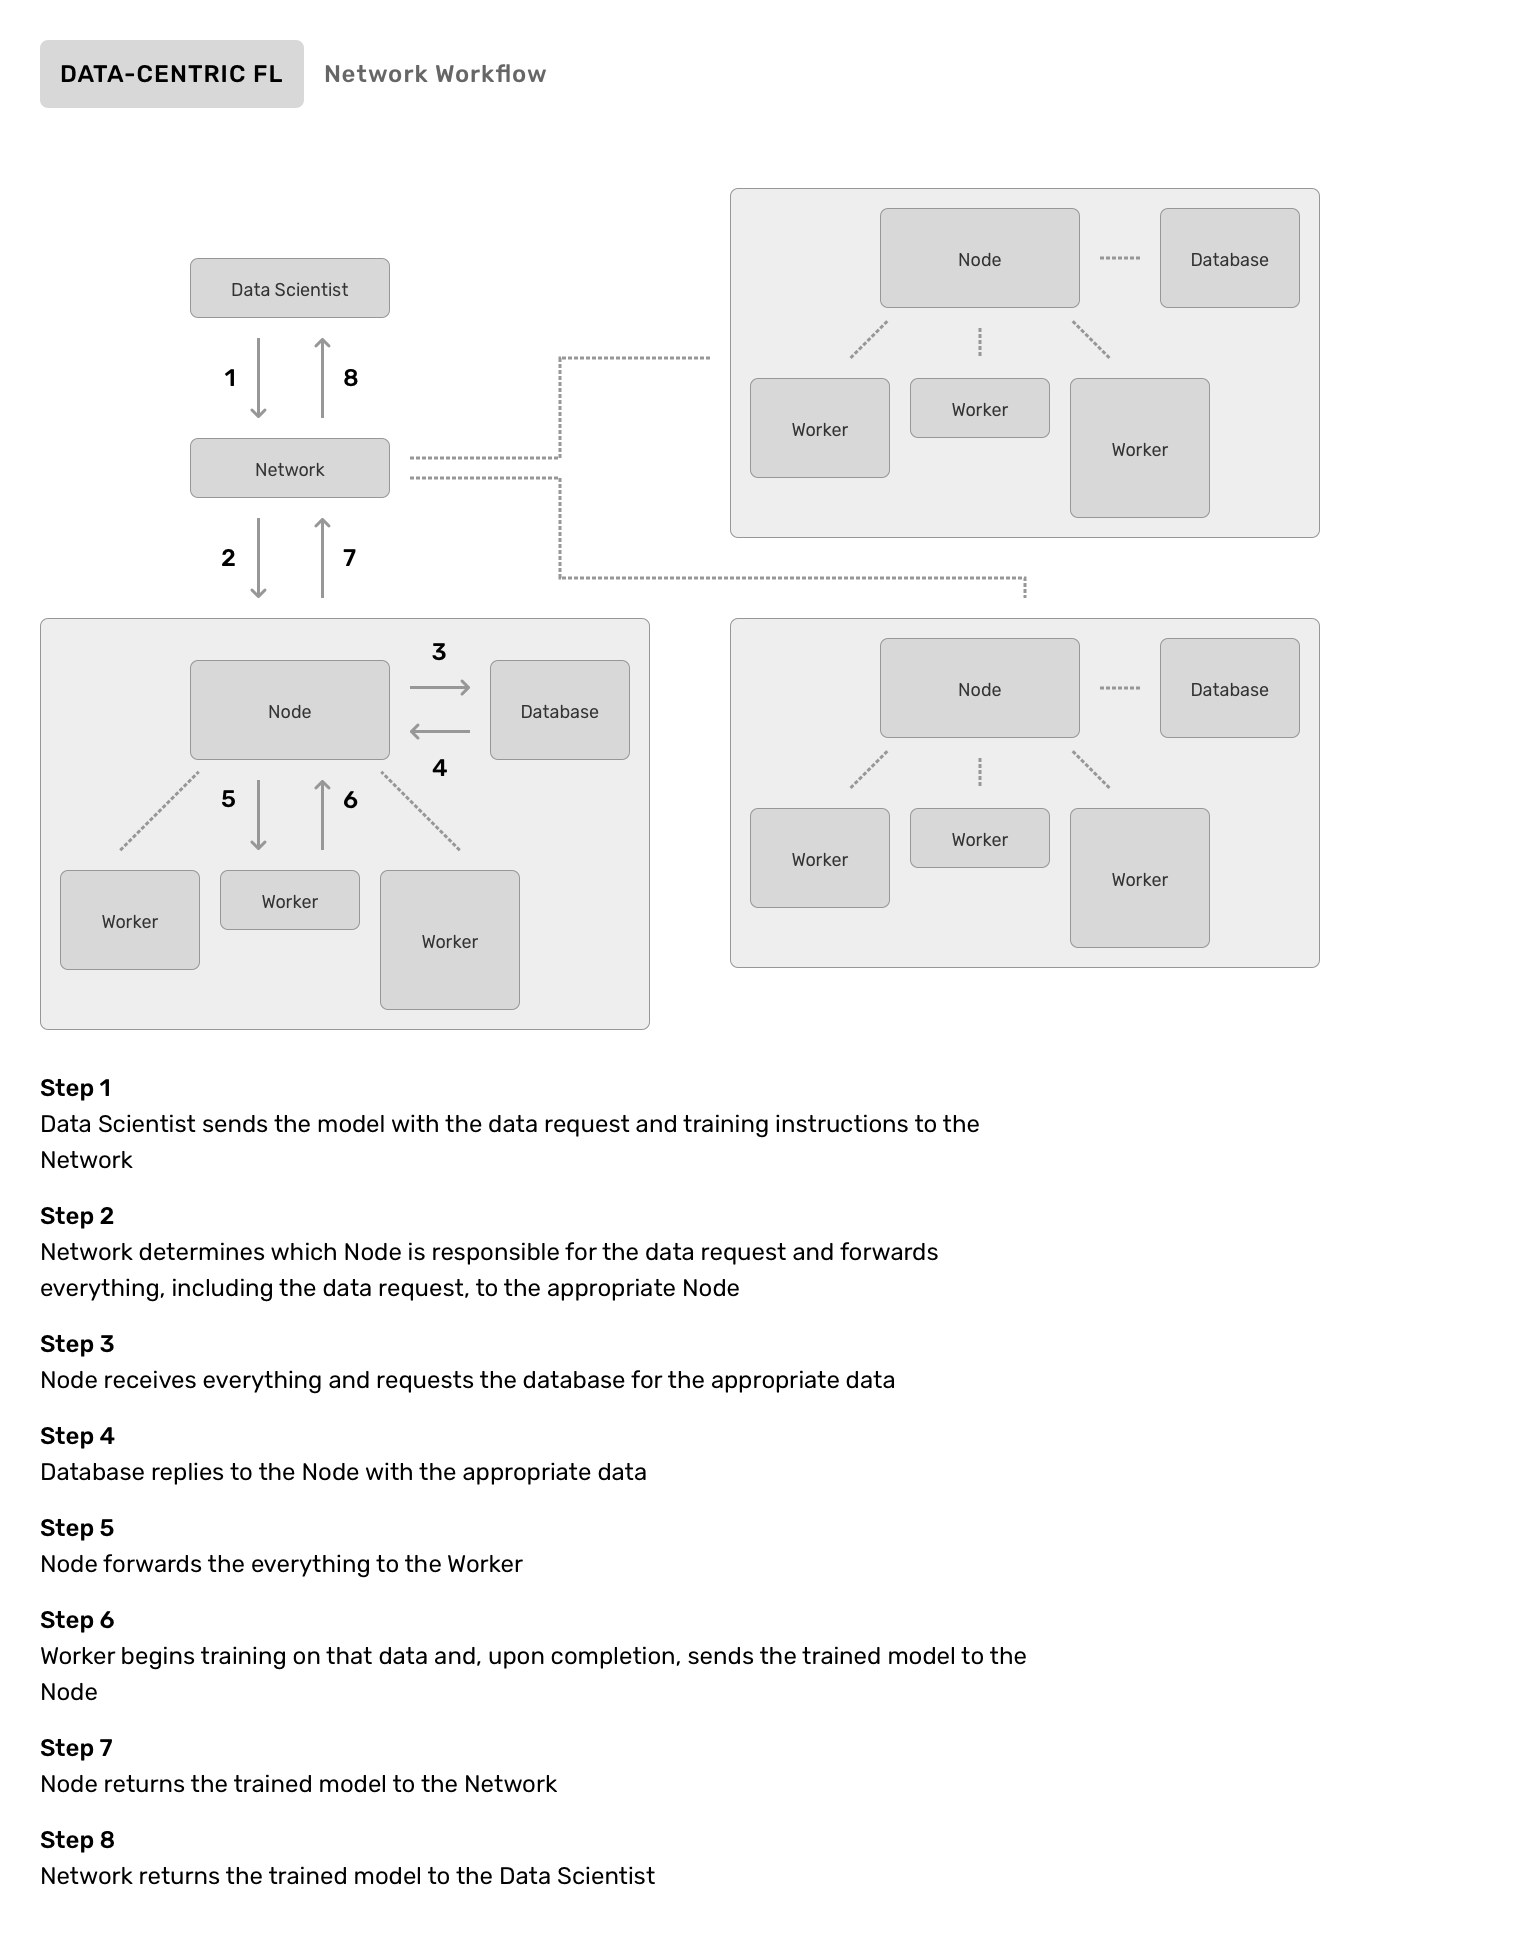 DATA-CENTRIC FL
Network Workflow
Data Scientist
1
8
Network
2
7
Node
3
Database
4
5
6
Worker
Worker
Worker
Node
Database
Worker
Worker
Worker
Node
Database
Worker
Worker
Worker
Step 1
Data Scientist sends the model with the data request and training instructions to the
Network
Step 2
Network determines which Node is responsible for the data request and forwards
everything, including the data request, to the appropriate Node
Step 3
Node receives everything and requests the database for the appropriate data
Step 4
Database replies to the Node with the appropriate data
Step 5
Node forwards the everything to the Worker
Step 6
Worker begins training on that data and, upon completion, sends the trained model to the
Node
Step 7
Node returns the trained model to the Network
Step 8
Network returns the trained model to the Data Scientist